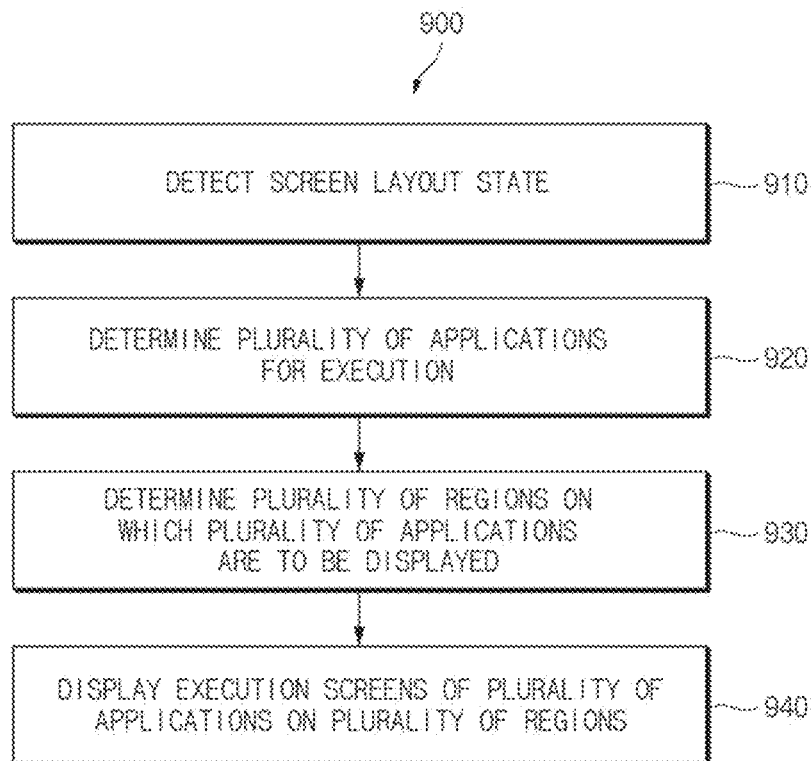 900
DETECT SCREEN LAYOUT STATE
910
DETERMINE PLURALITY OF APPLICATIONS
FOR EXECUTION
920
DETERMINE PLURALITY OF REGIONS ON
WHICH PLURALITY OF APPLICATIONS
ARE TO BE DISPLAYED
930
DISPLAY EXECUTION SCREENS OF PLURALITY OF
APPLICATIONS ON PLURALITY OF REGIONS
940